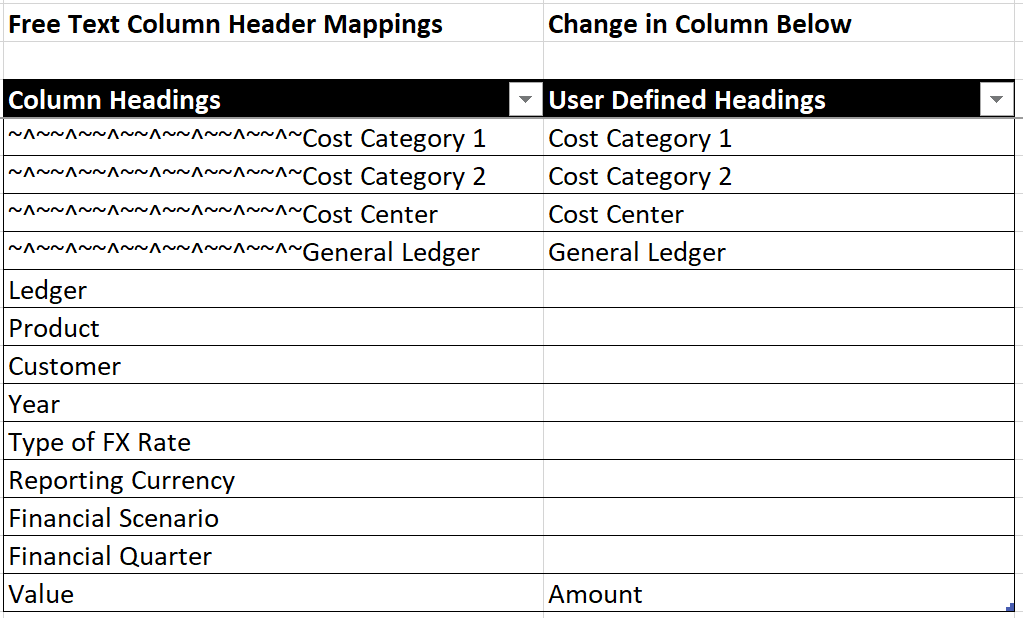 Free Text Column Header Mappings Change in Column Below
Column Headings User Defined Headings
~^~~^~~^~~^~~^~~^~~^~Cost Category 1 Cost Category 1
~^~~^~~^~~^~~^~~^~~^~Cost Category 2 Cost Category 2
~^~~^~~^~~^~~^~~^~~^~Cost Center Cost Center
~^~~^~~^~~^~~^~~^~~^~General Ledger General Ledger
Ledger
Product
Customer
Year
Type of FX Rate
Reporting Currency
Financial Scenario
Financial Quarter
Value Amount